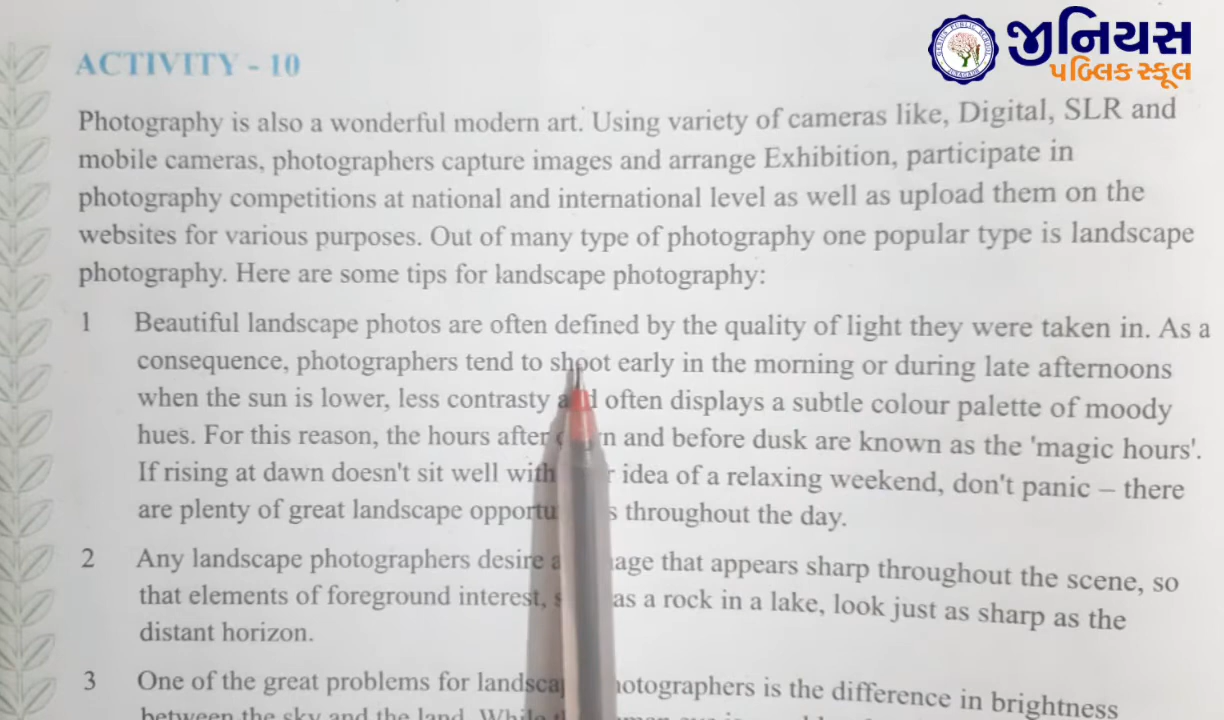 જીનિયસ
પબ્લિક સ્કૂલ
ACTIVITY - 10
Photography is also a wonderful modern art. Using variety of cameras like, Digital, SLR and
mobile cameras, photographers capture images and arrange Exhibition, participate in
photography competitions at national and international level as well as upload them on the
websites for various purposes. Out of many type of photography one popular type is landscape
photography. Here are some tips for landscape photography:
1 Beautiful landscape photos are often defined by the quality of light they were taken in. As a
consequence, photographers tend to shoot early in the morning or during late afternoons
when the sun is lower, less contrasty and often displays a subtle colour palette of moody
hues. For this reason, the hours after and before dusk are known as the 'magic hours'.
If rising at dawn doesn't sit well with idea of a relaxing weekend, don't panic – there
are plenty of great landscape throughout the day.
2 Any landscape photographers desire that appears sharp throughout the scene, so
that elements of foreground interest, as a rock in a lake, look just as sharp as the
distant horizon.
3 One of the great problems for is the difference in brightness
between the sky and the land. While